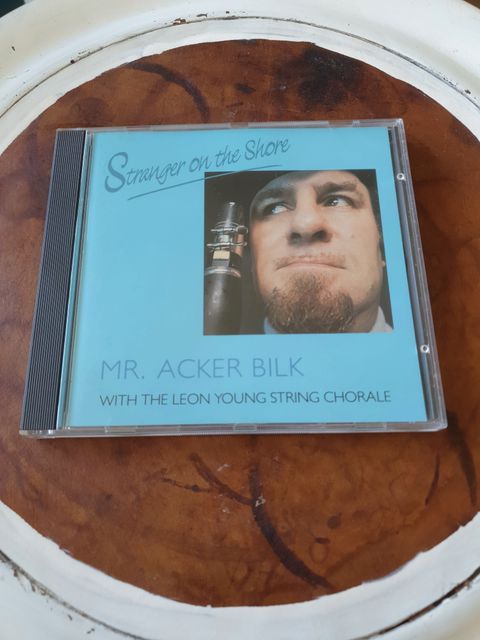 Stranger on the Shore
MR. ACKER BILK
WITH THE LEON YOUNG STRING CHORALE